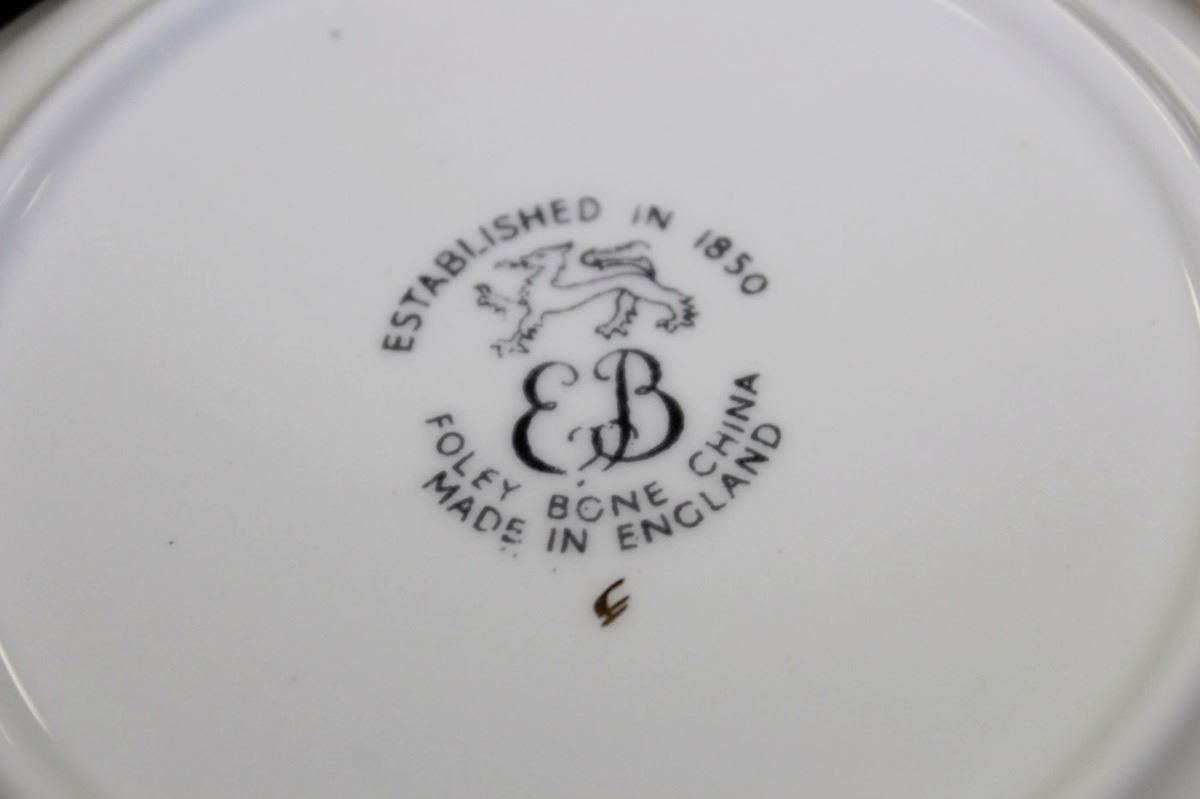 ESTABLISHED IN 1850
EB
FOLEY BONE CHINA
MADE IN ENGLAND